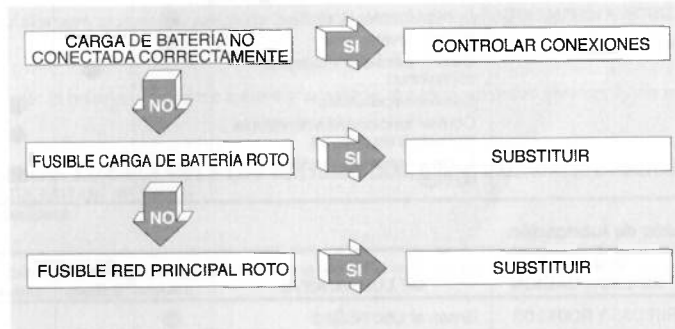 CARGA DE BATERÍA NO
CONECTADA CORRECTAMENTE
SI
CONTROLAR CONEXIONES
NO
FUSIBLE CARGA DE BATERÍA ROTO
SI
SUBSTITUIR
NO
FUSIBLE RED PRINCIPAL ROTO
SI
SUBSTITUIR